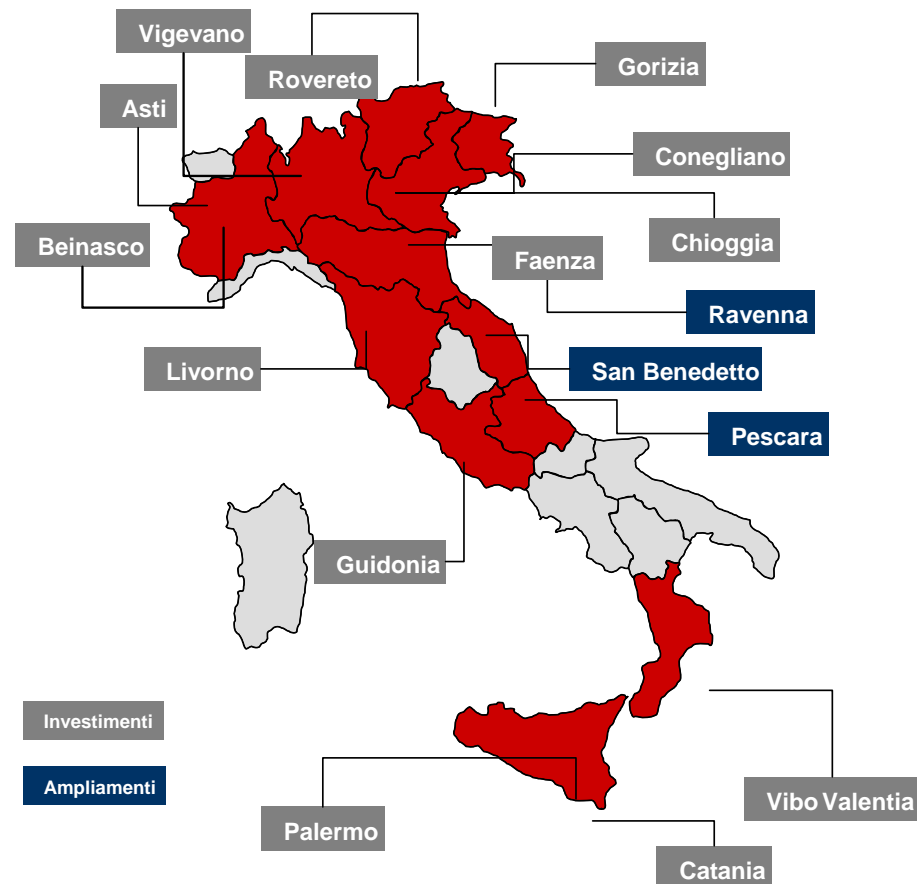 Vigevano
Rovereto
Gorizia
Asti
Conegliano
Beinasco
Faenza
Chioggia
Ravenna
Livorno
San Benedetto
Pescara
Guidonia
Investimenti
Ampliamenti
Vibo Valentia
Palermo
Catania